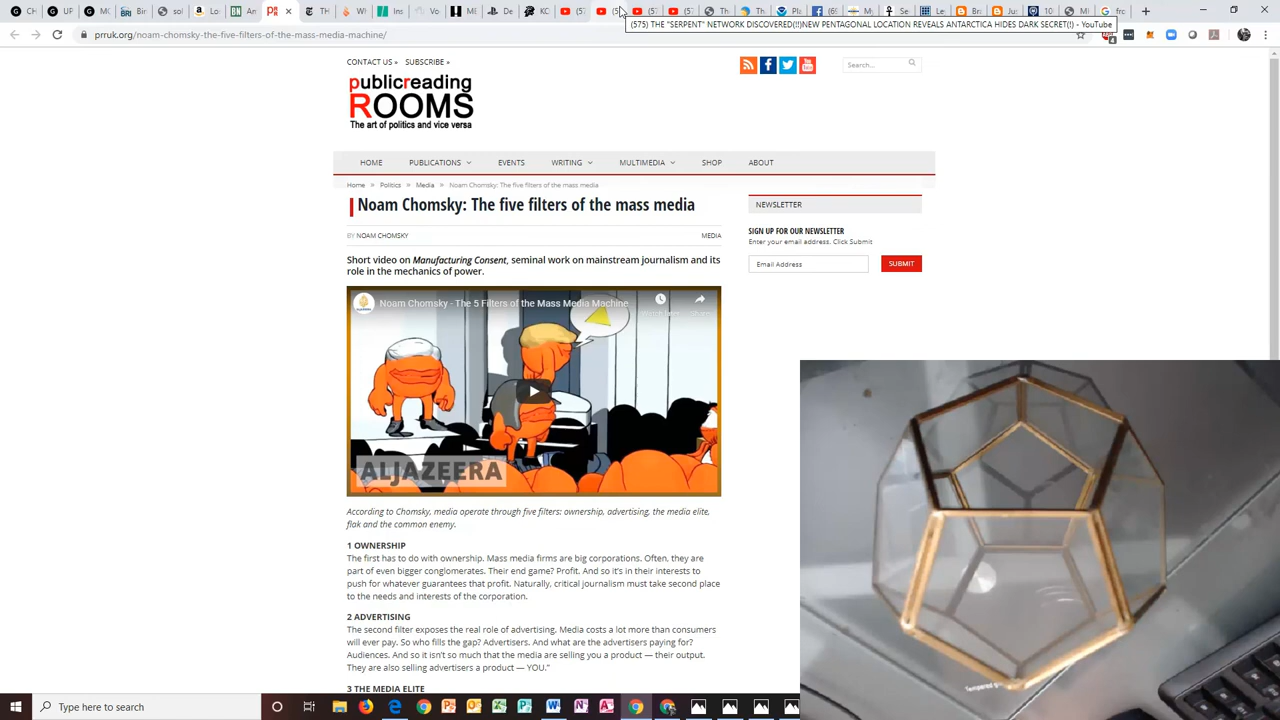 (575) THE "SERPENT" NETWORK DISCOVERED(!!)NEW PENTAGONAL LOCATION REVEALS ANTARCTICA HIDES DARK SECRET(!) - YouTube
prruk.org/noam-chomsky-the-five-filters-of-the-mass-media/
CONTACT US » SUBSCRIBE »
Search...
publicreading
ROOMS
The art of politics and vice versa
HOME PUBLICATIONS EVENTS WRITING MULTIMEDIA SHOP ABOUT
Home » Politics » Media » Noam Chomsky: The five filters of the mass media
Noam Chomsky: The five filters of the mass media
BY NOAM CHOMSKY MEDIA
Short video on Manufacturing Consent, seminal work on mainstream journalism and its
role in the mechanics of power.
Noam Chomsky - The 5 Filters of the Mass Media Machine
Watch later Share
ALJAZEERA
According to Chomsky, media operate through five filters: ownership, advertising, the media elite,
flak and the common enemy.
1 OWNERSHIP
The first has to do with ownership. Mass media firms are big corporations. Often, they are
part of even bigger conglomerates. Their end game? Profit. And so it's in their interests to
push for whatever guarantees that profit. Naturally, critical journalism must take second place
to the needs and interests of the corporation.
2 ADVERTISING
The second filter exposes the real role of advertising. Media costs a lot more than consumers
will ever pay. So who fills the gap? Advertisers. And what are the advertisers paying for?
Audiences. And so it isn't so much that the media are selling you a product — their output.
They are also selling advertisers a product — YOU."
3 THE MEDIA ELITE
NEWSLETTER
SIGN UP FOR OUR NEWSLETTER
Enter your email address. Click Submit
Email Address SUBMIT
Tempered
Type here to search